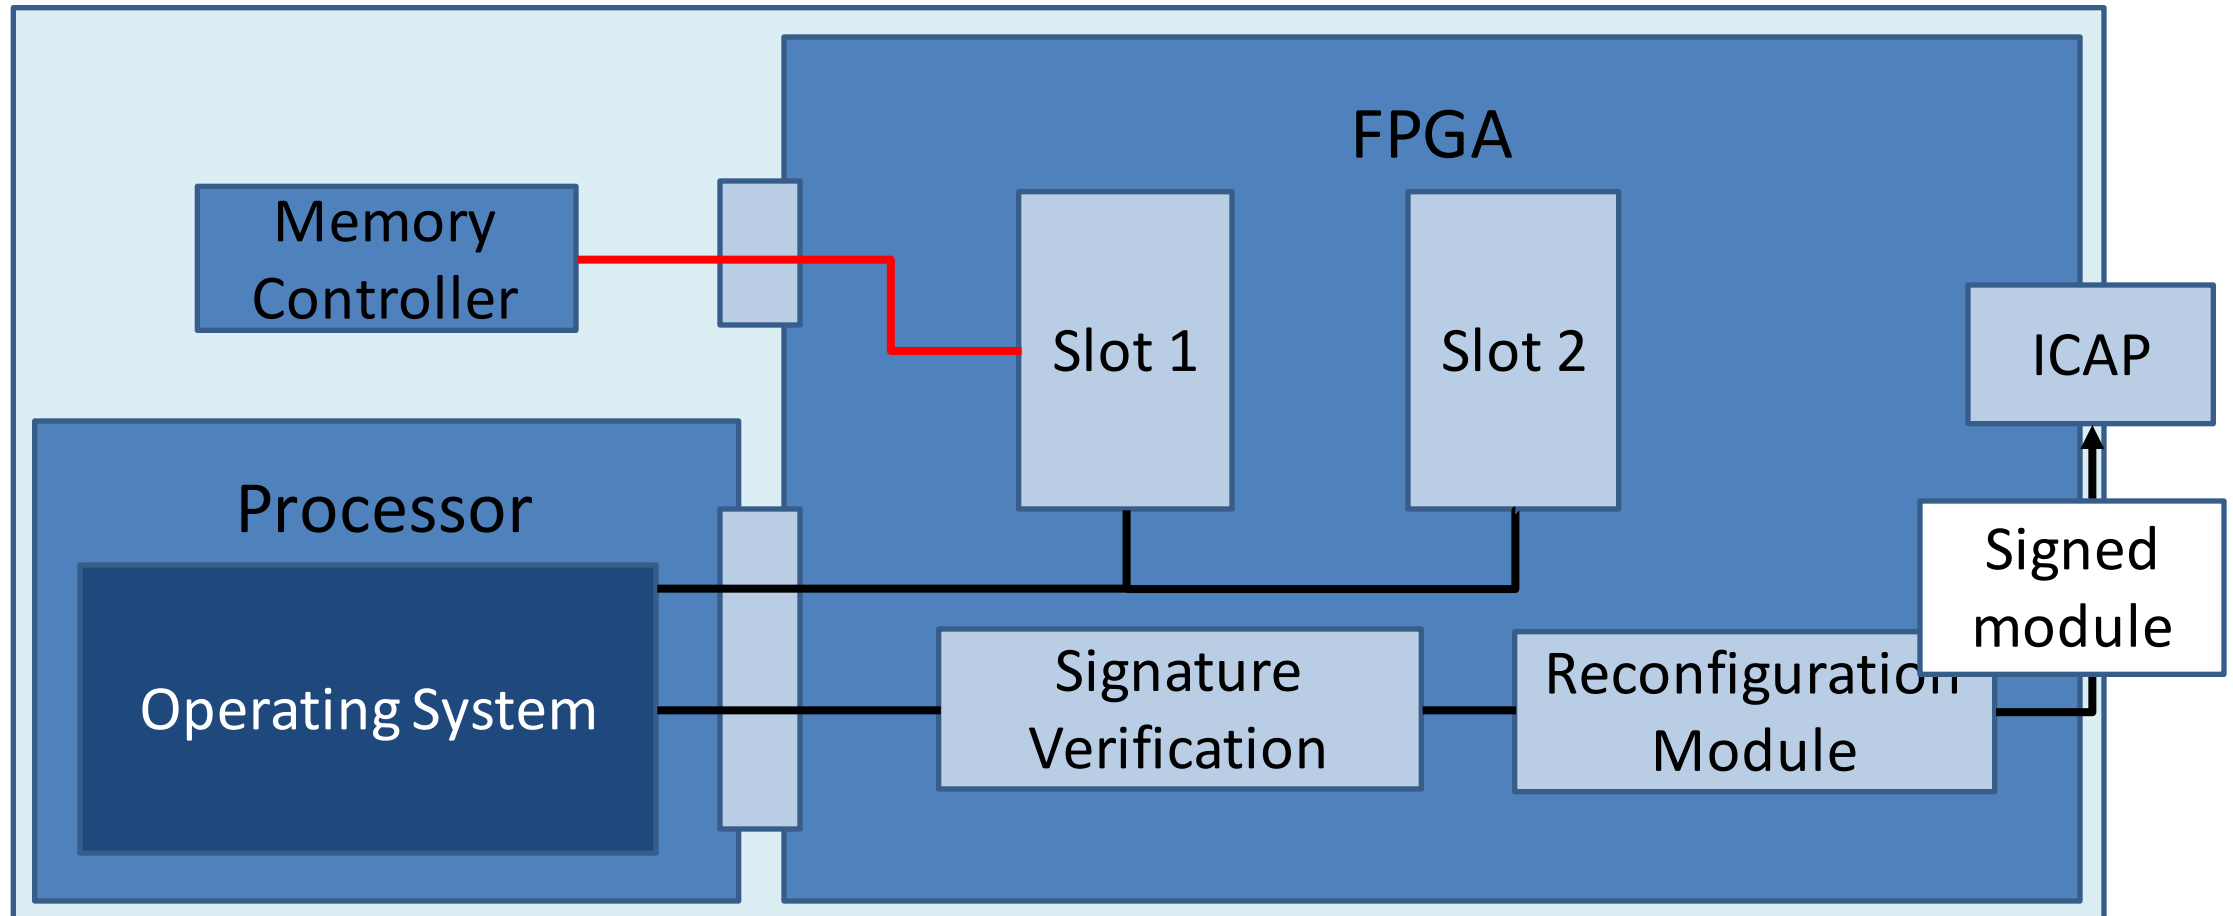 FPGA
Memory
Controller
Slot 1
Slot 2
ICAP
Processor
Operating System
Signature
Verification
Reconfiguration
Module
Signed
module